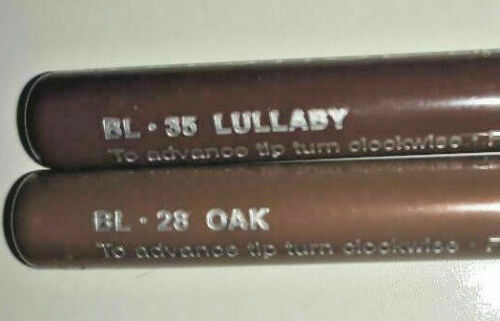 BL · 35 LULLABY
To advance tip turn clockwise ·
BL · 28 OAK
To advance tip turn clockwise ·